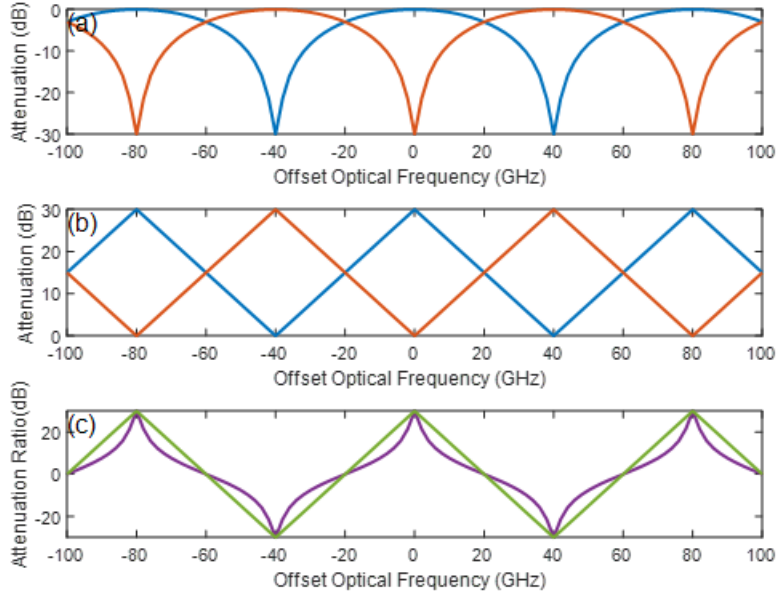 (a)
Attenuation (dB)
0
-10
-20
-30
-100 -80 -60 -40 -20 0 20 40 60 80 100
Offset Optical Frequency (GHz)
(b)
Attenuation (dB)
30
20
10
0
-100 -80 -60 -40 -20 0 20 40 60 80 100
Offset Optical Frequency (GHz)
(c)
Attenuation Ratio(dB)
20
0
-20
-100 -80 -60 -40 -20 0 20 40 60 80 100
Offset Optical Frequency (GHz)